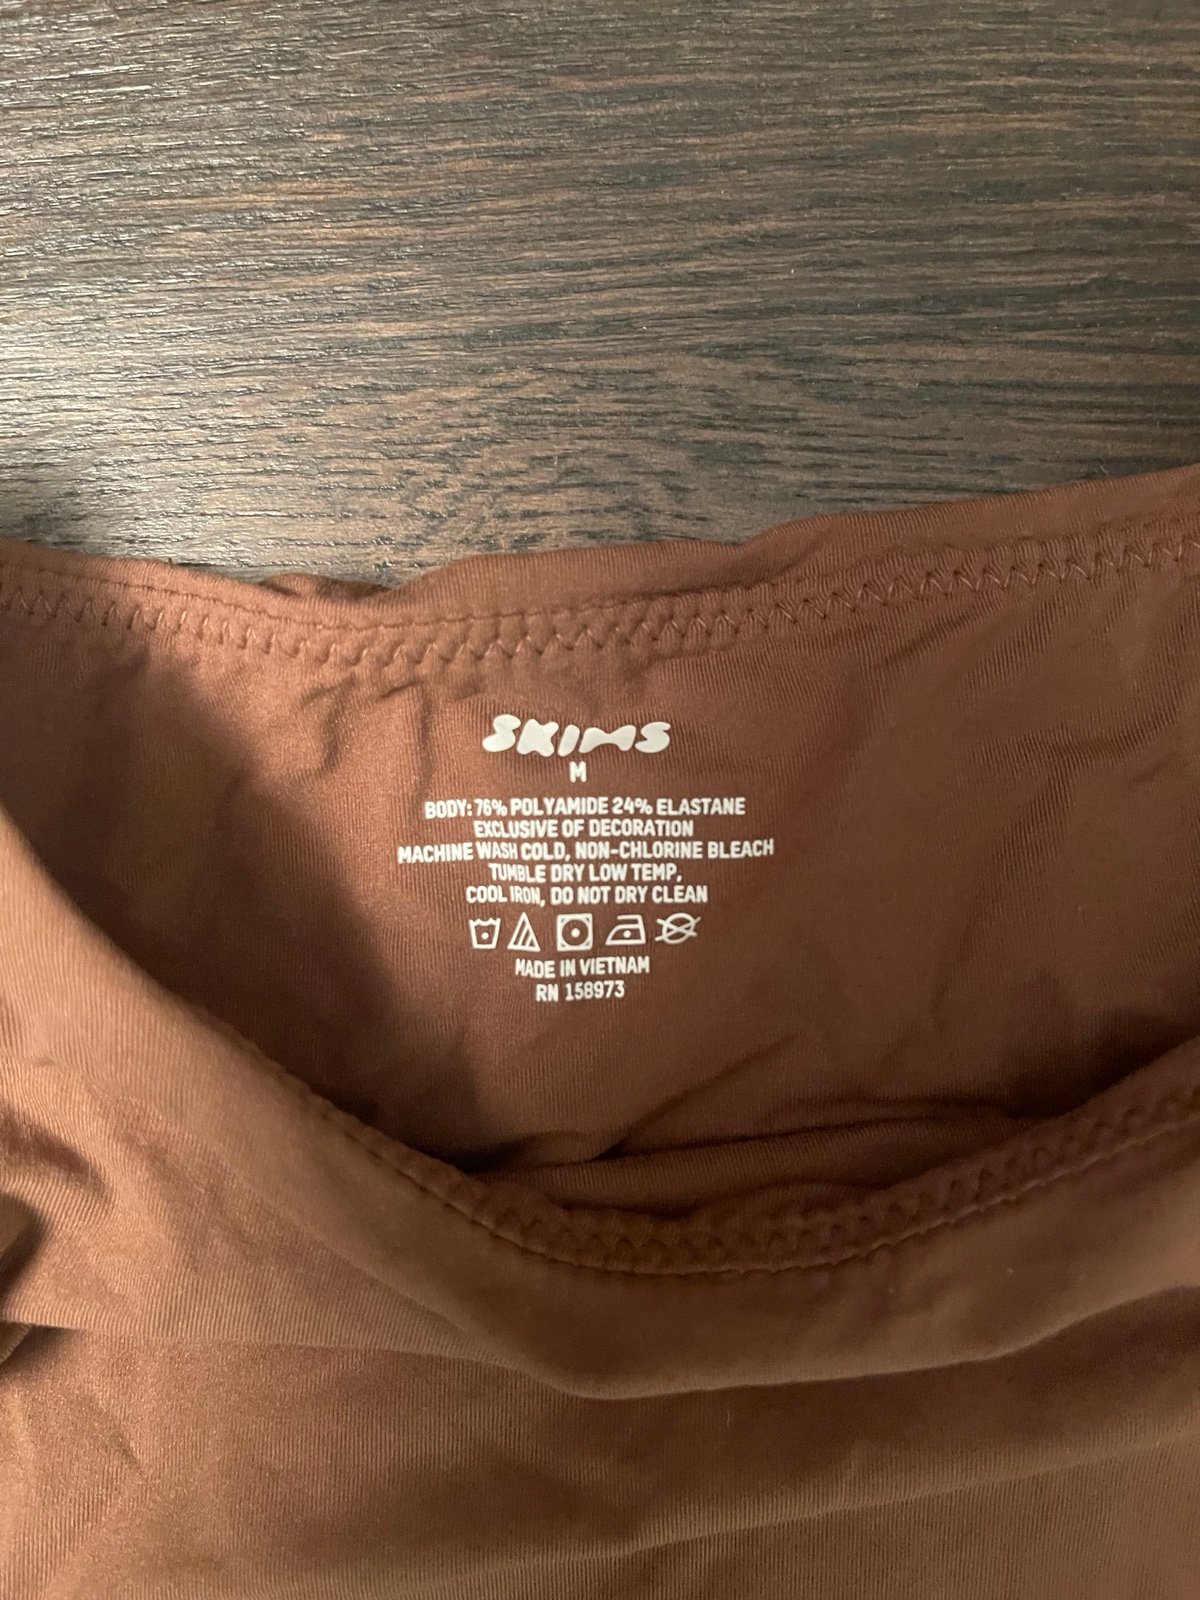 SKIMS
M
BODY: 76% POLYAMIDE 24% ELASTANE
EXCLUSIVE OF DECORATION
MACHINE WASH COLD, NON-CHLORINE BLEACH
TUMBLE DRY LOW TEMP,
COOL IRON, DO NOT DRY CLEAN
MADE IN VIETNAM
RN 158973